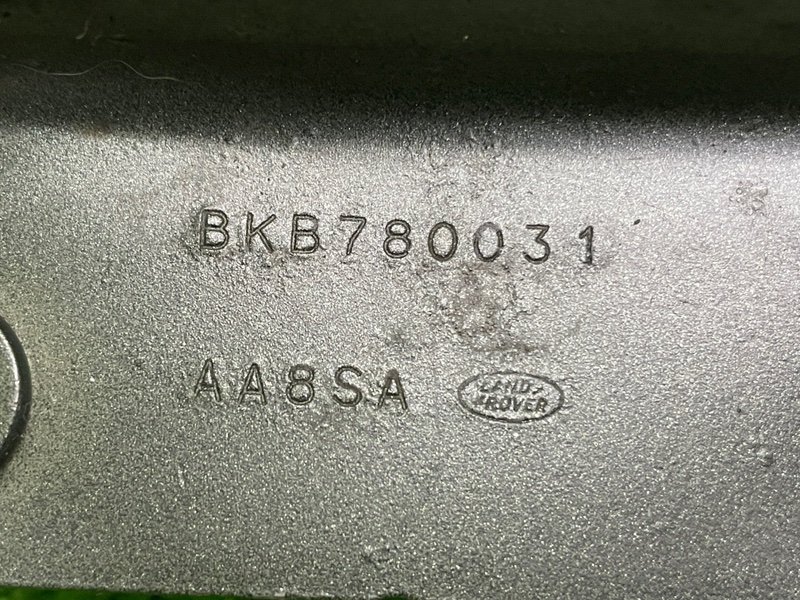 BKB780031
AA8SA
LAND-
ROVER